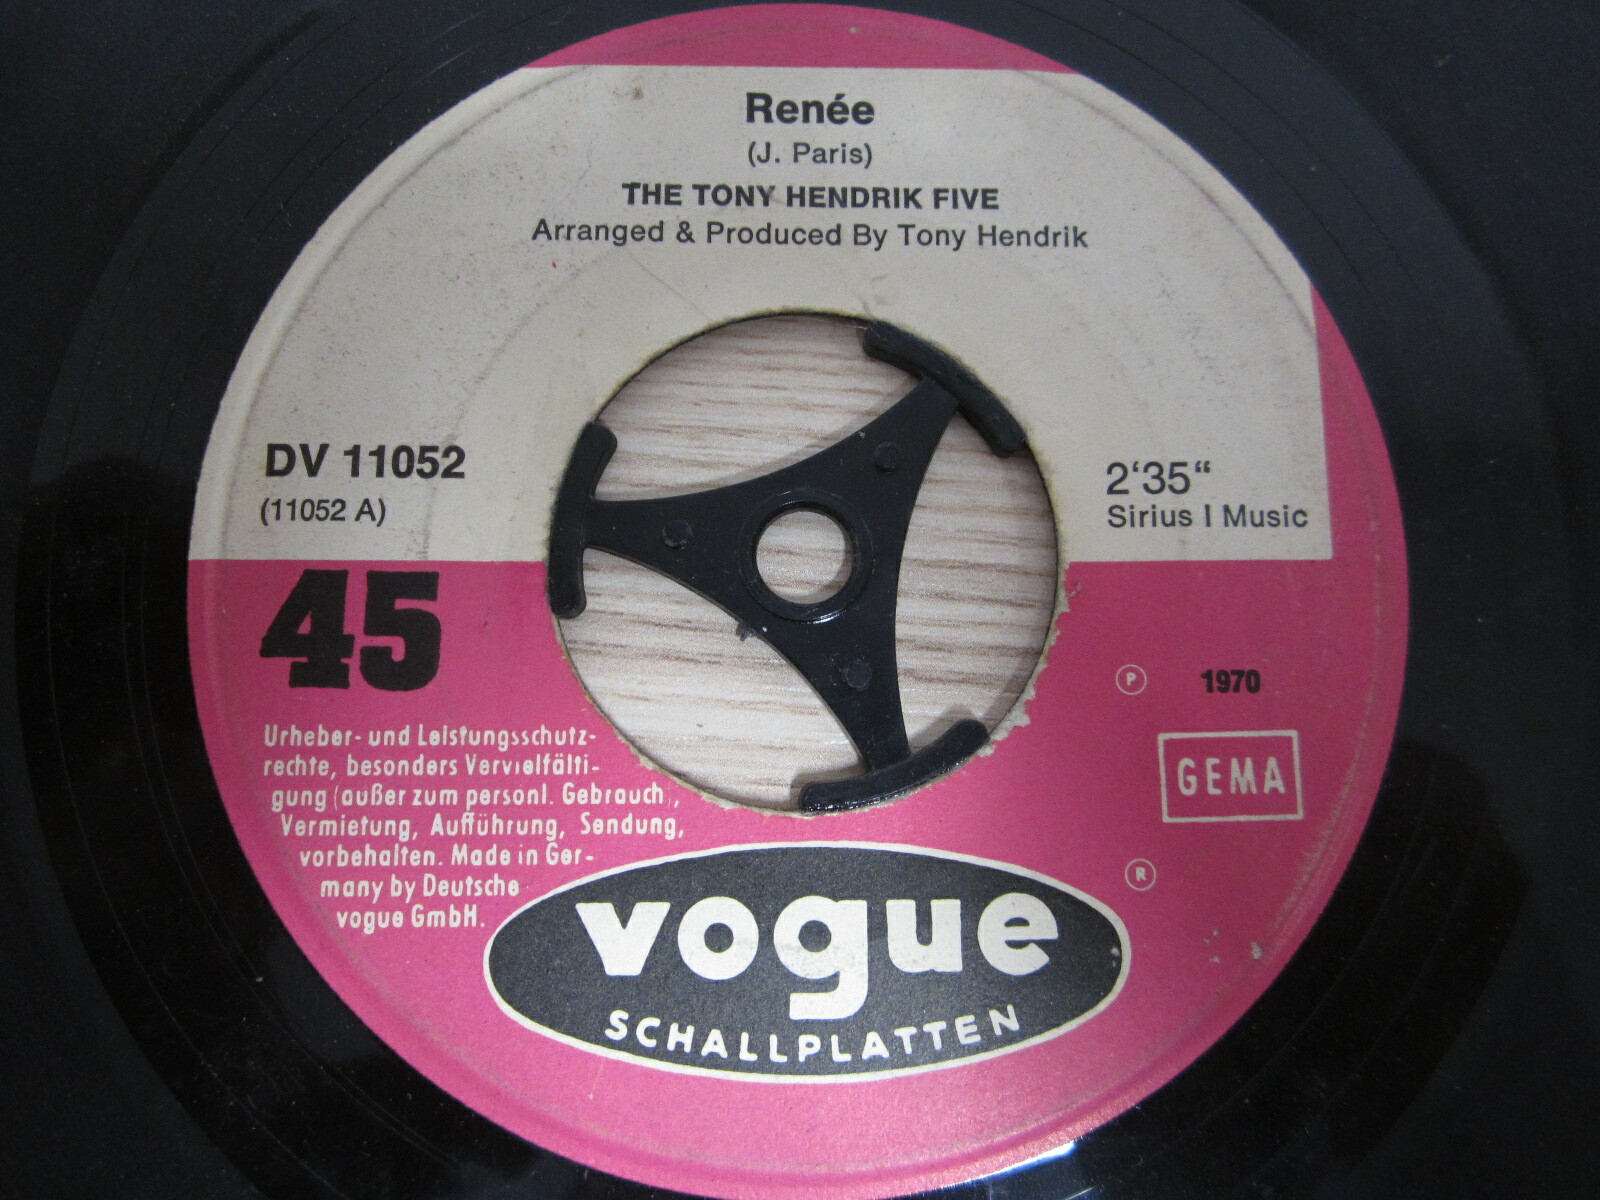 Renée
(J. Paris)
THE TONY HENDRIK FIVE
Arranged & Produced By Tony Hendrik
DV 11052
(11052 A)
2‘35“
Sirius I Music
45
Urheber- und Leistungsschutz-
rechte, besonders Vervielfälti-
gung (außer zum personl. Gebrauch),
Vermietung, Aufführung, Sendung,
vorbehalten. Made in Ger-
many by Deutsche
vogue GmbH.
P 1970
GEMA
R
vogue
SCHALLPLATTEN